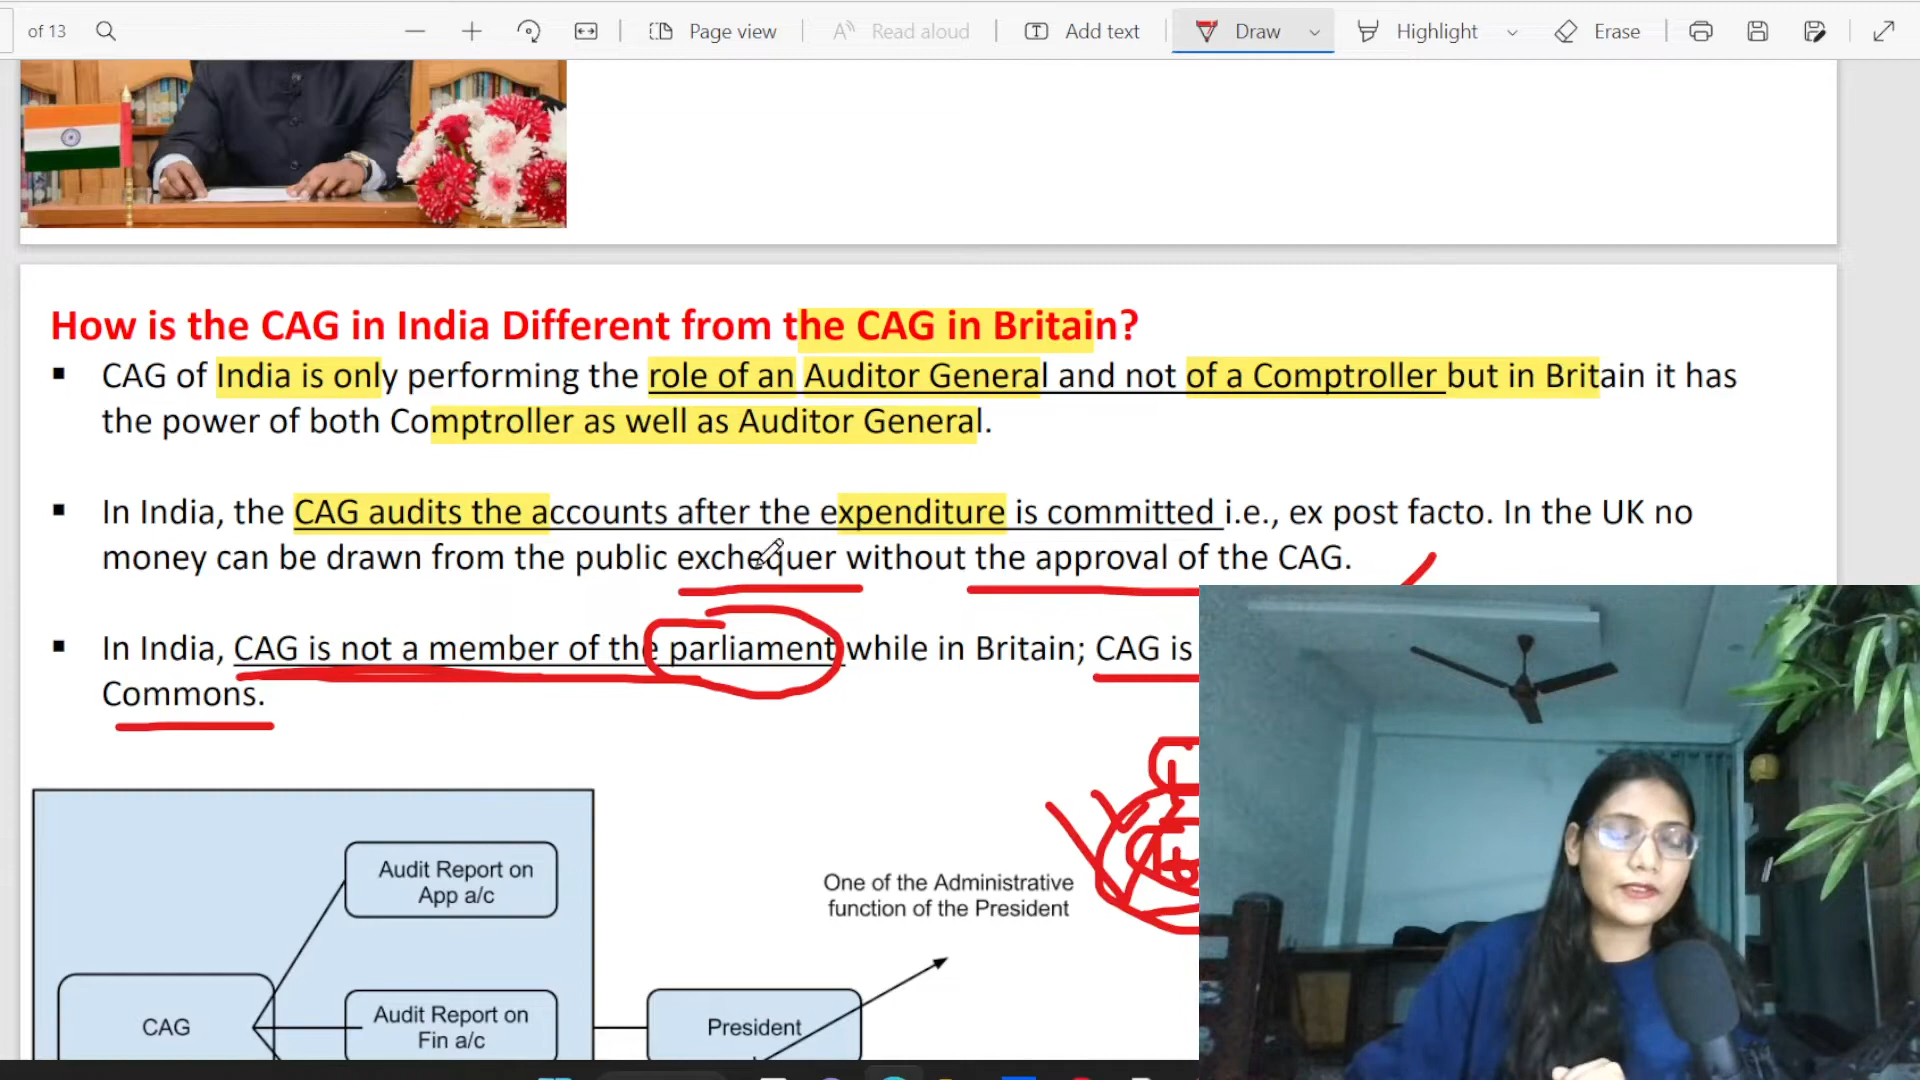 of 13
Page view
Read aloud
Add text
Draw
Highlight
Erase
How is the CAG in India Different from the CAG in Britain?
CAG of India is only performing the role of an Auditor General and not of a Comptroller but in Britain it has
the power of both Comptroller as well as Auditor General.
In India, the CAG audits the accounts after the expenditure is committed i.e., ex post facto. In the UK no
money can be drawn from the public exchequer without the approval of the CAG.
In India, CAG is not a member of the parliament while in Britain; CAG is
Commons.
Audit Report on
App a/c
One of the Administrative
function of the President
CAG
Audit Report on
Fin a/c
President